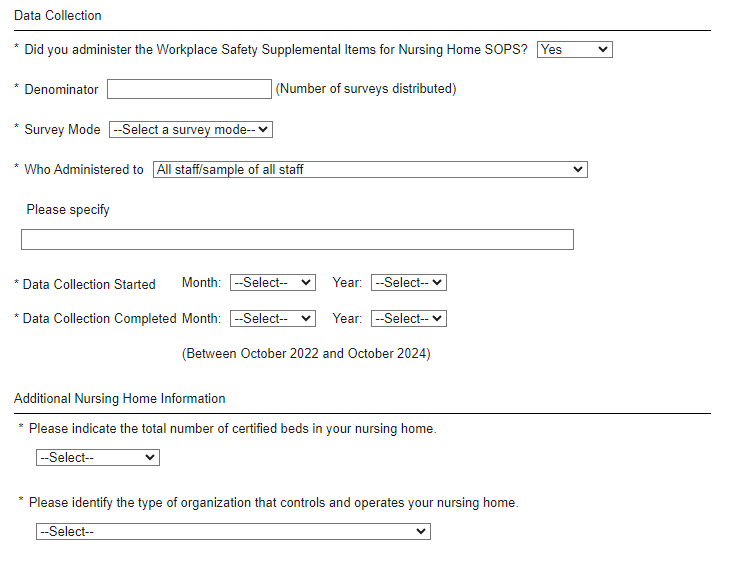 Data Collection
* Did you administer the Workplace Safety Supplemental Items for Nursing Home SOPS? Yes
* Denominator (Number of surveys distributed)
* Survey Mode --Select a survey mode--
* Who Administered to All staff/sample of all staff
Please specify
* Data Collection Started Month: --Select-- Year: --Select--
* Data Collection Completed Month: --Select-- Year: --Select--
(Between October 2022 and October 2024)
Additional Nursing Home Information
* Please indicate the total number of certified beds in your nursing home.
--Select--
* Please identify the type of organization that controls and operates your nursing home.
--Select--